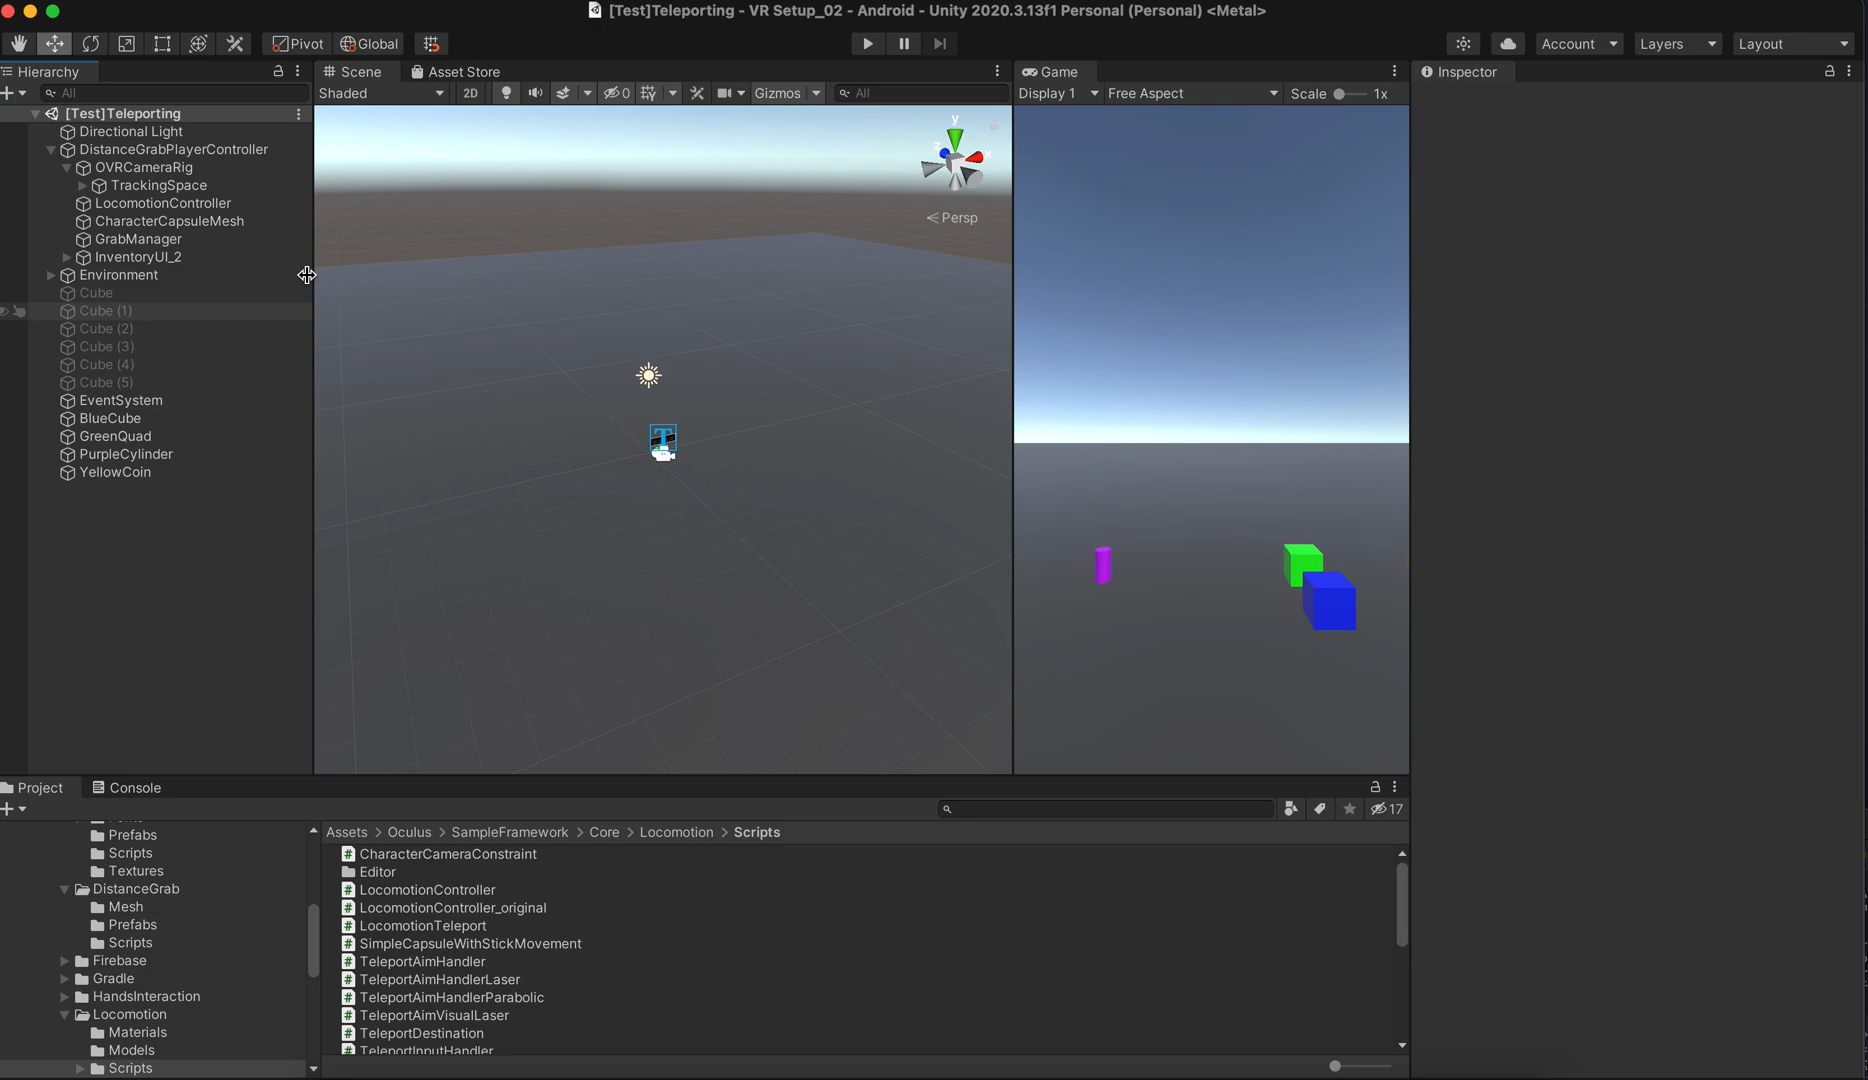 [Test]Teleporting - VR Setup_02 - Android - Unity 2020.3.13f1 Personal (Personal) <Metal>
Pivot Global Account Layers Layout
Hierarchy
All
[Test]Teleporting
Directional Light
DistanceGrabPlayerController
OVRCameraRig
TrackingSpace
LocomotionController
CharacterCapsuleMesh
GrabManager
InventoryUI_2
Environment
Cube
Cube (1)
Cube (2)
Cube (3)
Cube (4)
Cube (5)
EventSystem
BlueCube
GreenQuad
PurpleCylinder
YellowCoin
Scene Asset Store
Shaded 2D 0 Gizmos All
y
z x
Persp
Game
Display 1 Free Aspect Scale 1x
Inspector
Project Console
17
Prefabs
Scripts
Textures
DistanceGrab
Mesh
Prefabs
Scripts
Firebase
Gradle
HandsInteraction
Locomotion
Materials
Models
Scripts
Assets > Oculus > SampleFramework > Core > Locomotion > Scripts
CharacterCameraConstraint
Editor
LocomotionController
LocomotionController_original
LocomotionTeleport
SimpleCapsuleWithStickMovement
TeleportAimHandler
TeleportAimHandlerLaser
TeleportAimHandlerParabolic
TeleportAimVisualLaser
TeleportDestination
TeleportInputHandler